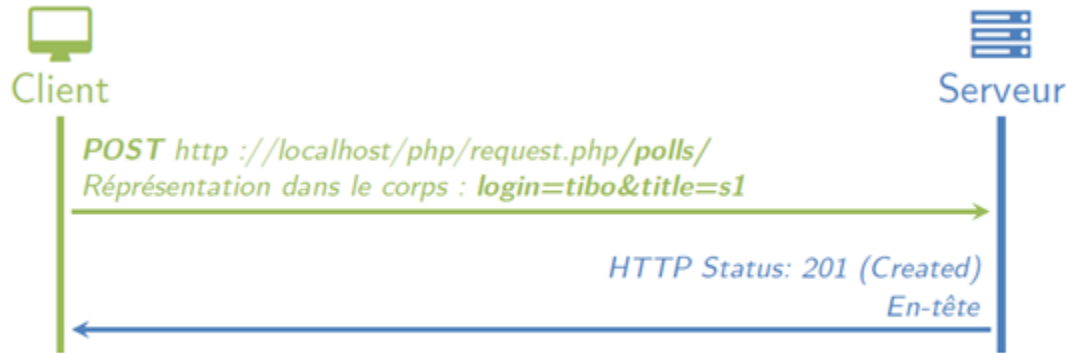 Client
Serveur
POST http ://localhost/php/request.php/polls/
Réprésentation dans le corps : login=tibo&title=s1
HTTP Status: 201 (Created)
En-tête